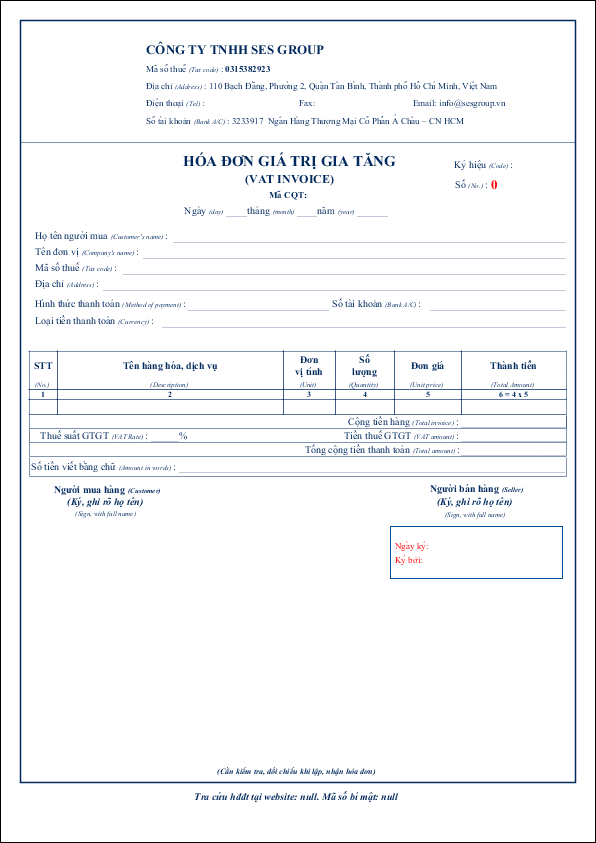 CÔNG TY TNHH SES GROUP
Mã số thuế (Tax code) : 0315382923
Địa chỉ (Address) : 110 Bạch Đằng, Phường 2, Quận Tân Bình, Thành phố Hồ Chí Minh, Việt Nam
Điện thoại (Tel) : Fax: Email: info@sesgroup.vn
Số tài khoản (Bank A/C) : 3233917 Ngân Hàng Thương Mại Cổ Phần Á Châu – CN HCM
HÓA ĐƠN GIÁ TRỊ GIA TĂNG
(VAT INVOICE)
Mã CQT:
Ngày (day) ____tháng (month) ____năm (year) ______
Ký hiệu (Code) :
Số (No.) : 0
Họ tên người mua (Customer's name) :
Tên đơn vị (Company's name) :
Mã số thuế (Tax code) :
Địa chỉ (Address) :
Hình thức thanh toán (Method of payment) : Số tài khoản (Bank A/C) :
Loại tiền thanh toán (Currency) :
STT Tên hàng hóa, dịch vụ Đơn vị tính Số lượng Đơn giá Thành tiền
(No.) (Description) (Unit) (Quantity) (Unit price) (Total Amount)
1 2 3 4 5 6 = 4 x 5
Cộng tiền hàng (Total invoice) :
Thuế suất GTGT (VAT Rate) : ______% Tiền thuế GTGT (VAT amount) :
Tổng cộng tiền thanh toán (Total amount) :
Số tiền viết bằng chữ (Amount in words) :
Người mua hàng (Customer) Người bán hàng (Seller)
(Ký, ghi rõ họ tên) (Ký, ghi rõ họ tên)
(Sign, with full name) (Sign, with full name)
Ngày ký:
Ký bởi:
(Cần kiểm tra, đối chiếu khi lập, nhận hóa đơn)
Tra cứu hđđt tại website: null. Mã số bí mật: null